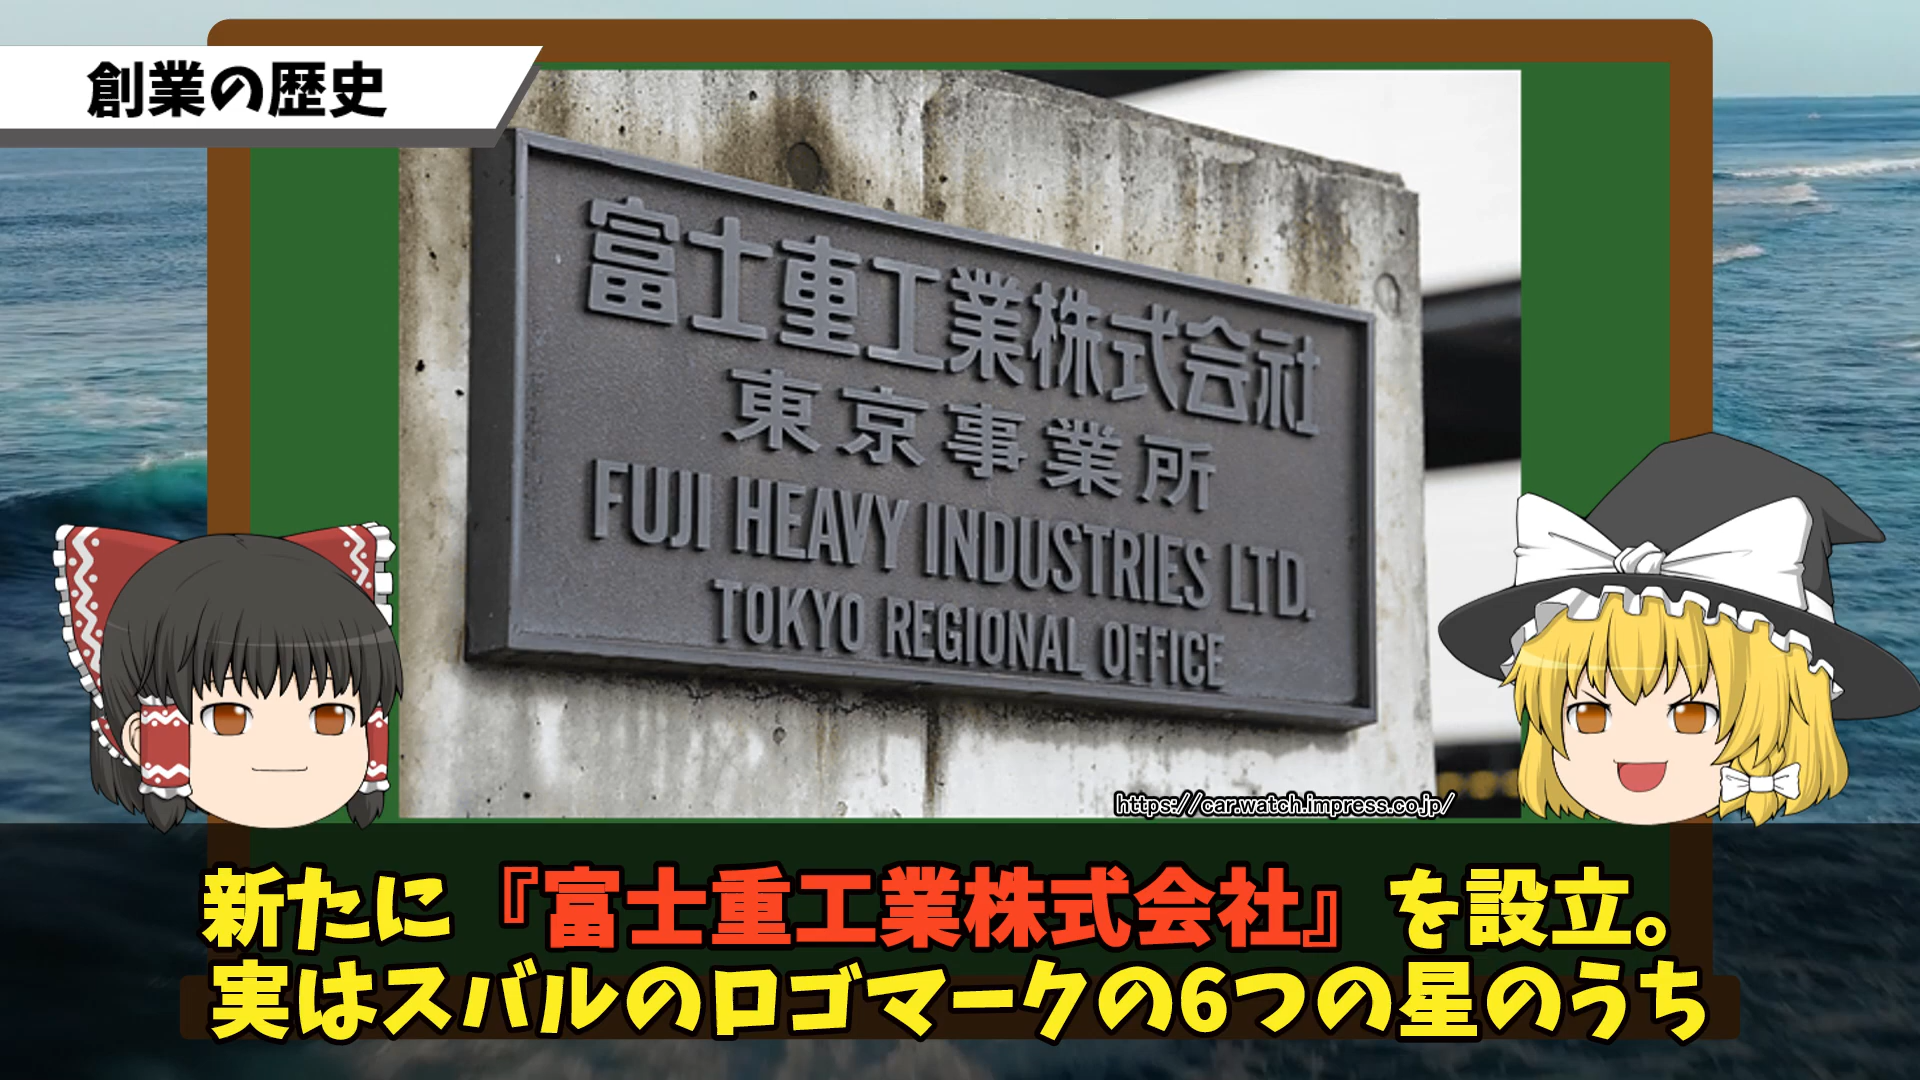 創業の歴史
富士重工業株式会社
東京事業所
FUJI HEAVY INDUSTRIES LTD.
TOKYO REGIONAL OFFICE
https://car.watch.impress.co.jp/
新たに『富士重工業株式会社』を設立。
実はスバルのロゴマークの6つの星のうち